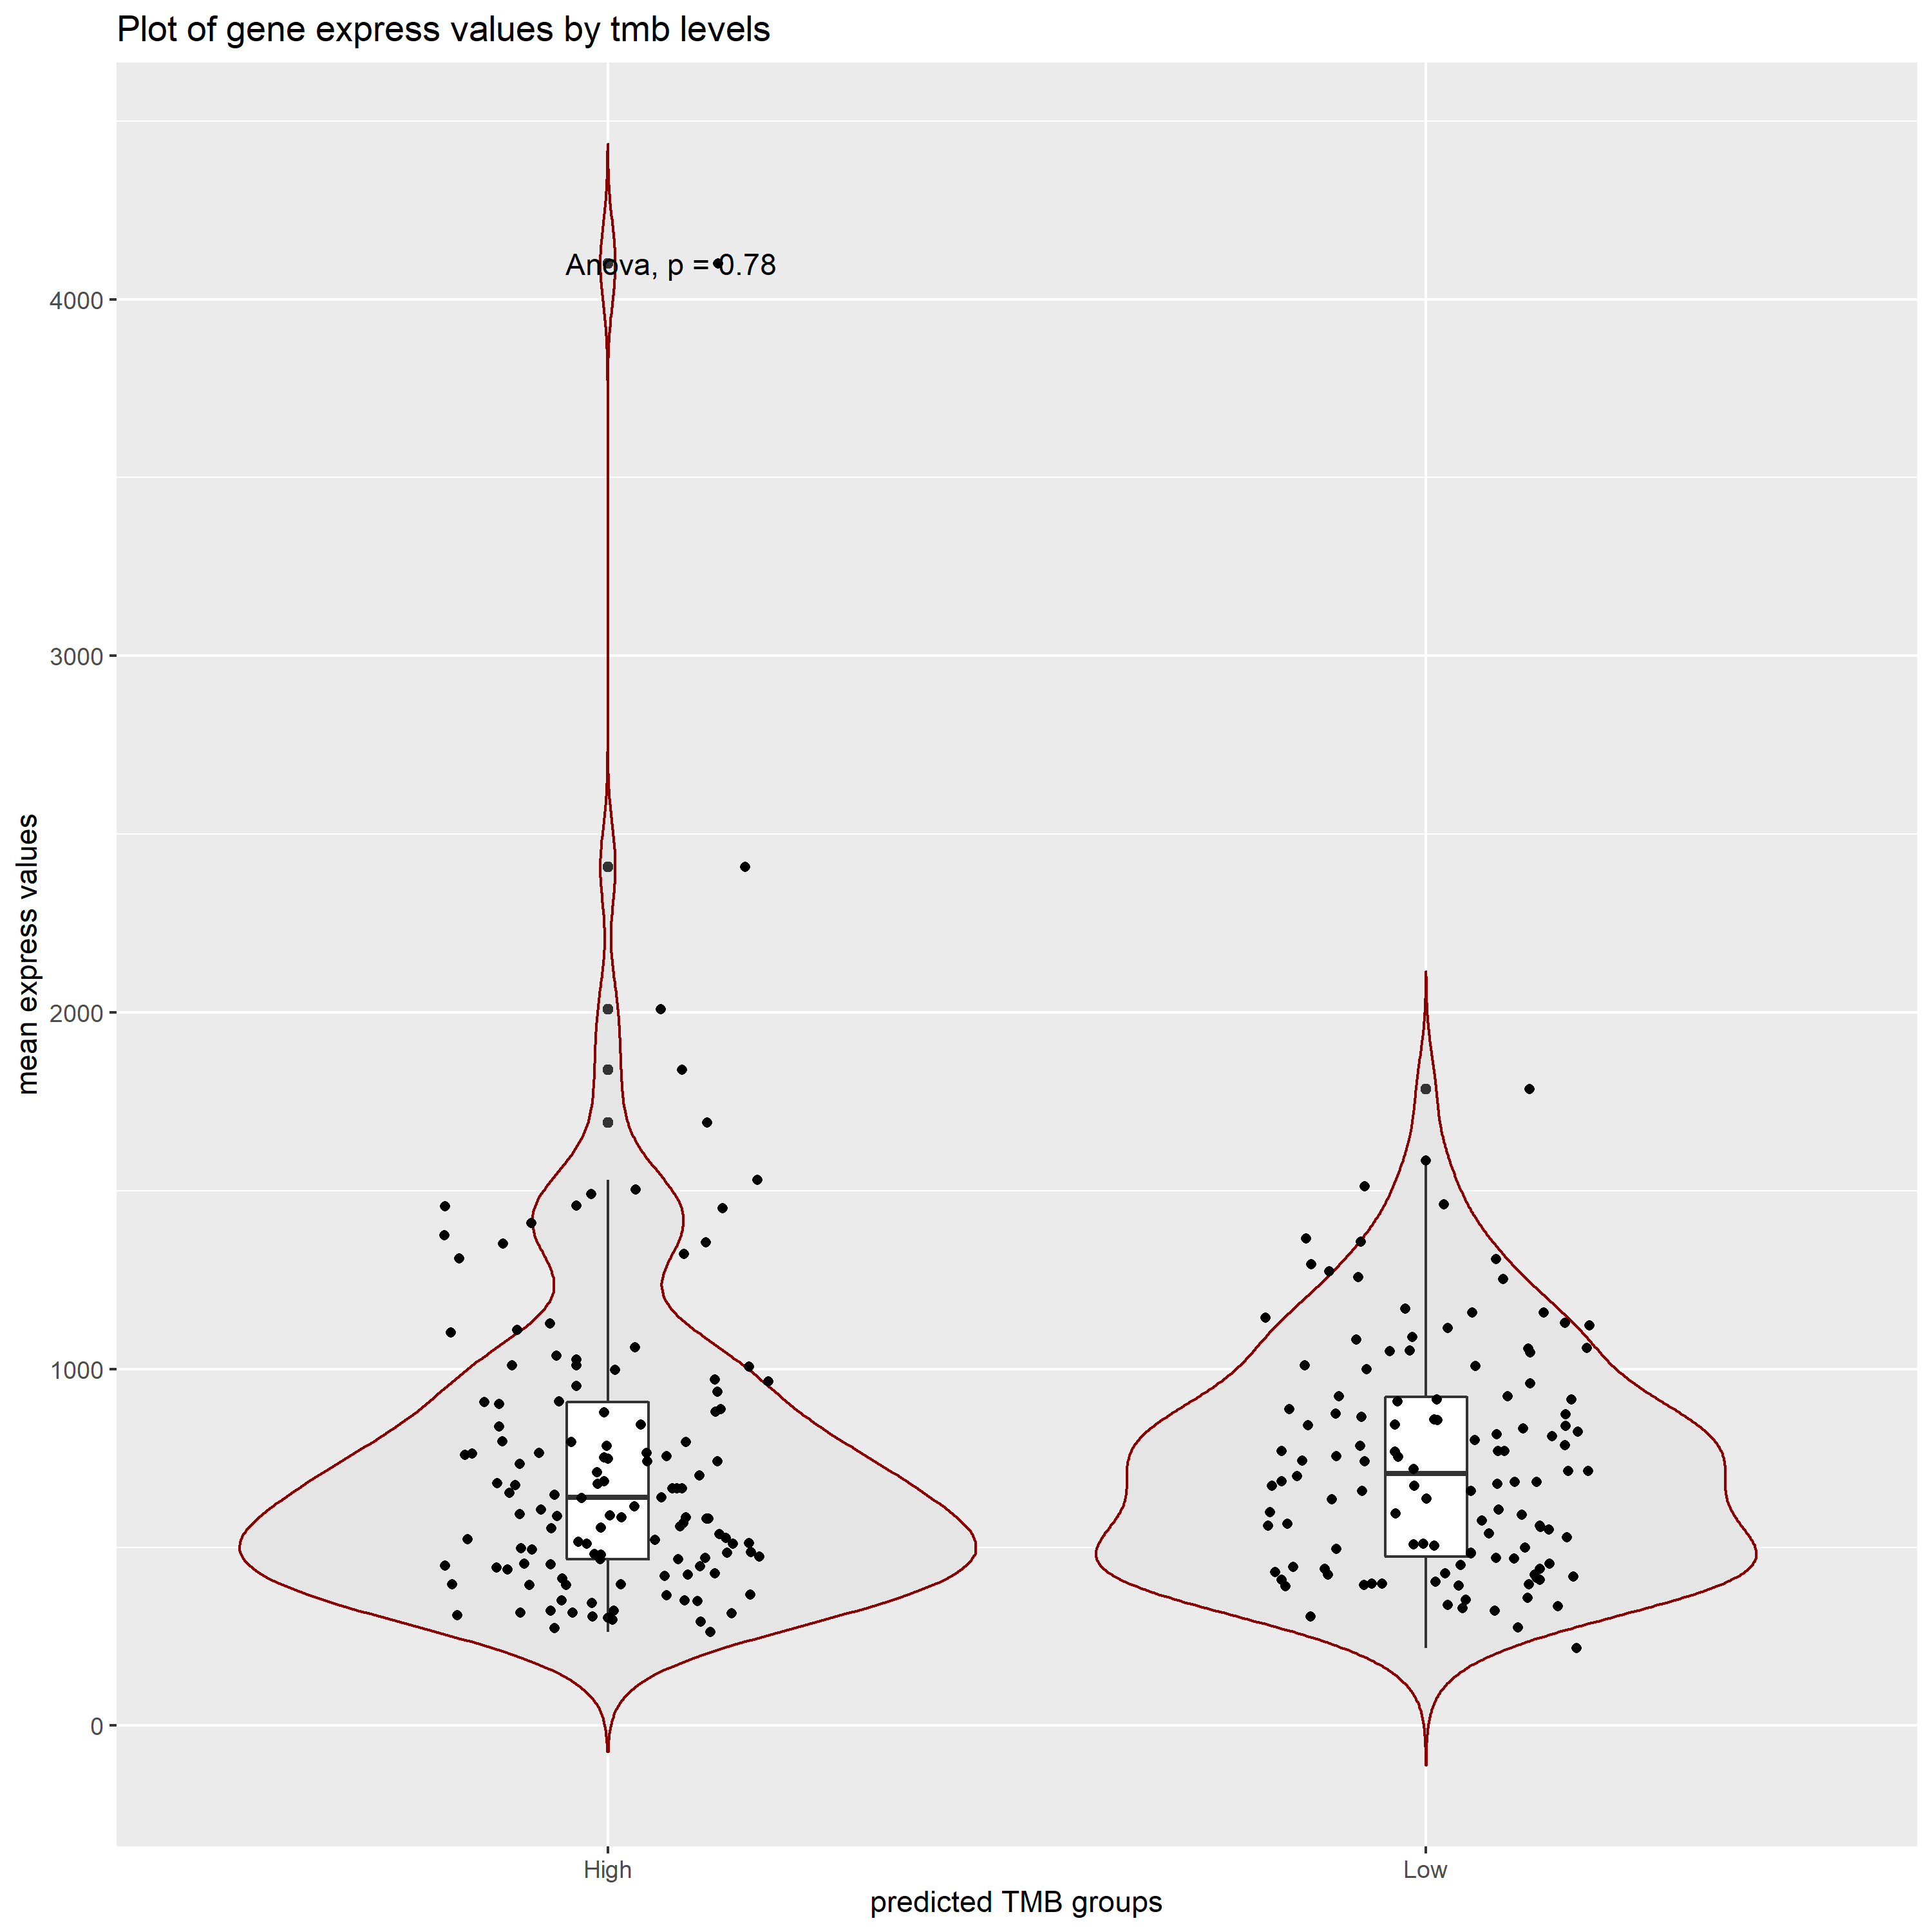 Plot of gene express values by tmb levels
Anova, p = 0.78
4000
3000
2000
1000
0
mean express values
High
Low
predicted TMB groups